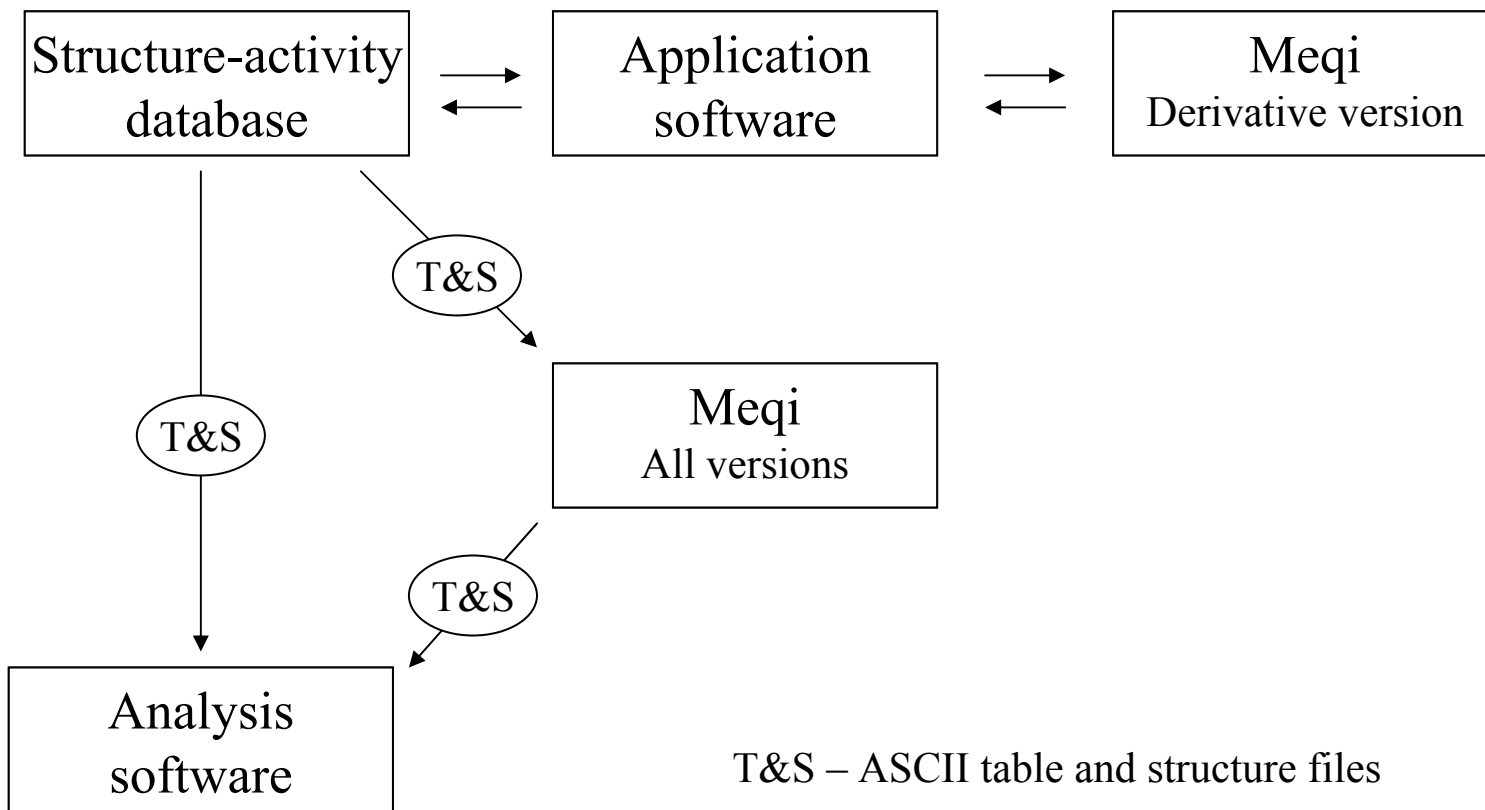 Structure-activity
database
Application
software
Meqi
Derivative version
T&S
Meqi
All versions
T&S
T&S
Analysis
software
T&S – ASCII table and structure files